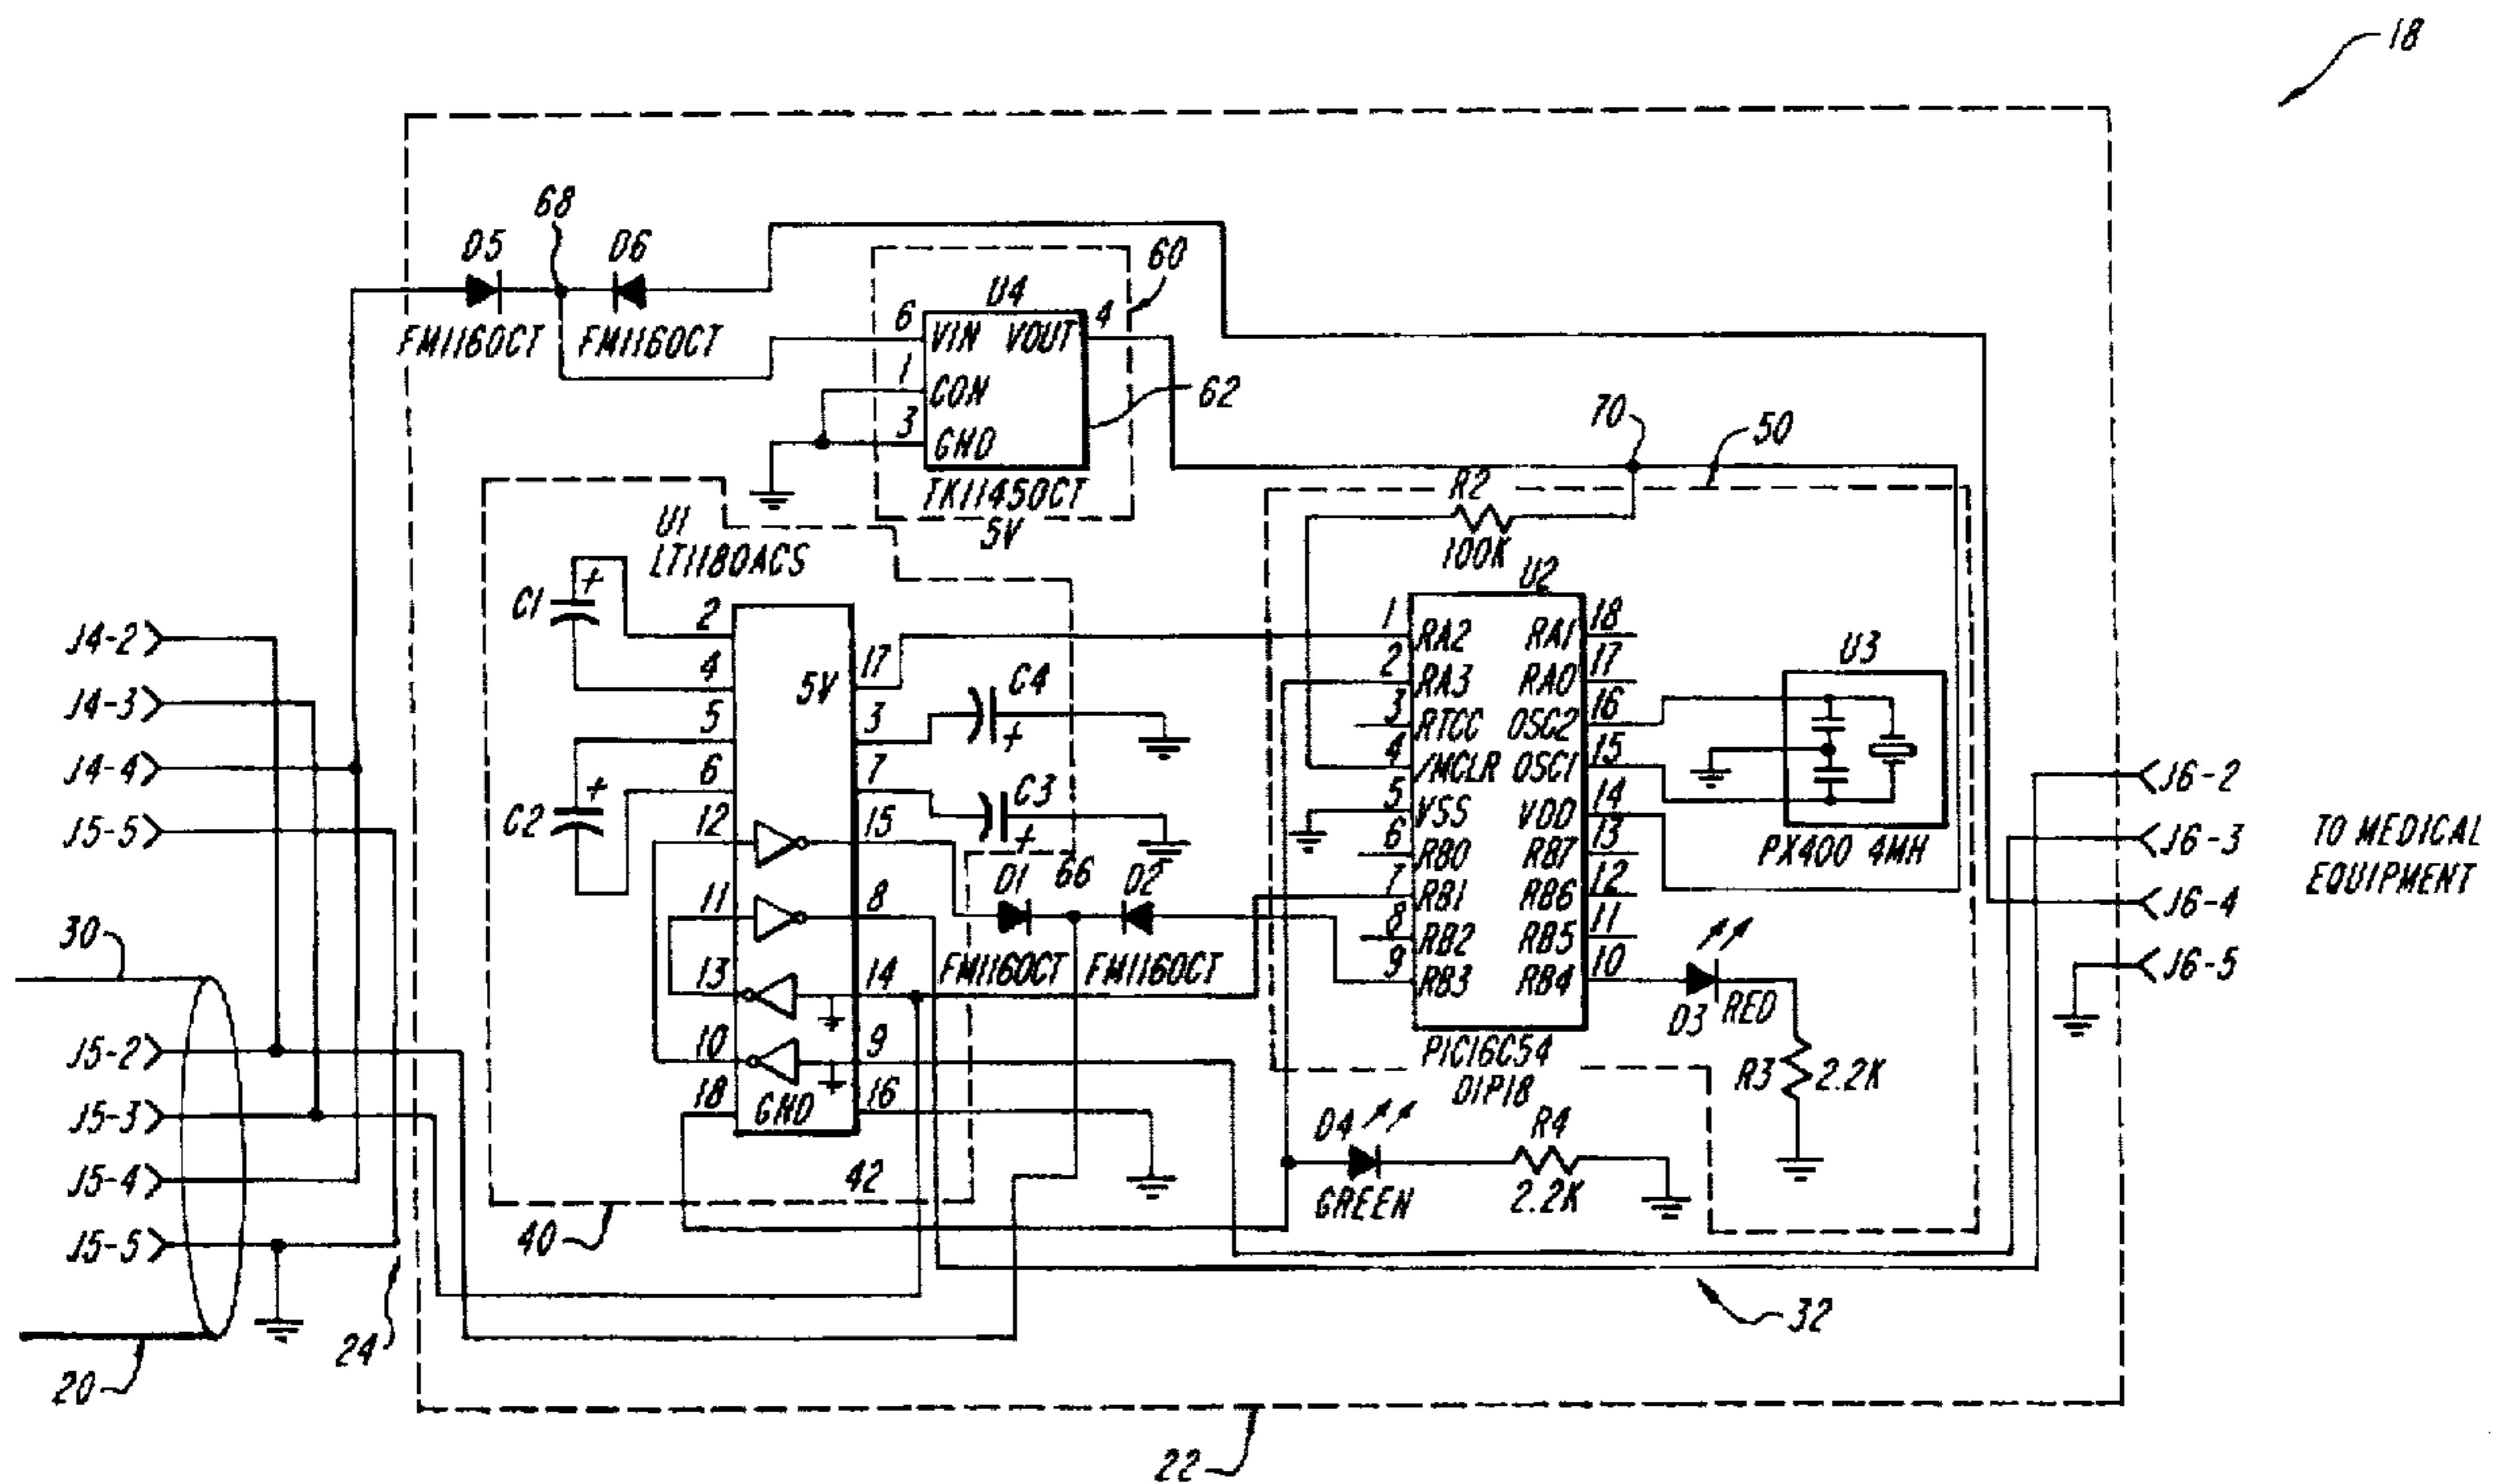 18
68
D5
D6
60
U4
6
4
VIN
VOUT
FM1160CT
FM1160CT
1
CON
62
3
GND
70
50
TK11450CT
5V
R2
100K
U1
LT1180ACS
U2
C1
+
2
1
RA2
RA1
18
J4-2
4
17
2
RA3
RA0
17
U3
5V
C4
J4-3
5
3
+
3
RTCC
OSC2
16
J4-4
6
7
4
/MCLR
OSC1
15
J6-2
+
C3
5
VSS
VDD
14
J5-5
C2
12
15
+
6
RB0
RB7
13
PX400 4MH
J6-3
TO MEDICAL
EQUIPMENT
D1
66
D2
7
RB1
RB6
12
11
8
8
RB2
RB5
11
J6-4
30
FM1160CT
FM1160CT
9
RB3
RB4
10
J6-5
13
14
D3
RED
J5-2
10
9
PIC16C54
DIP18
R3
2.2K
J5-3
18
GND
16
D4
R4
J5-4
42
GREEN
2.2K
J5-5
40
24
32
20
22